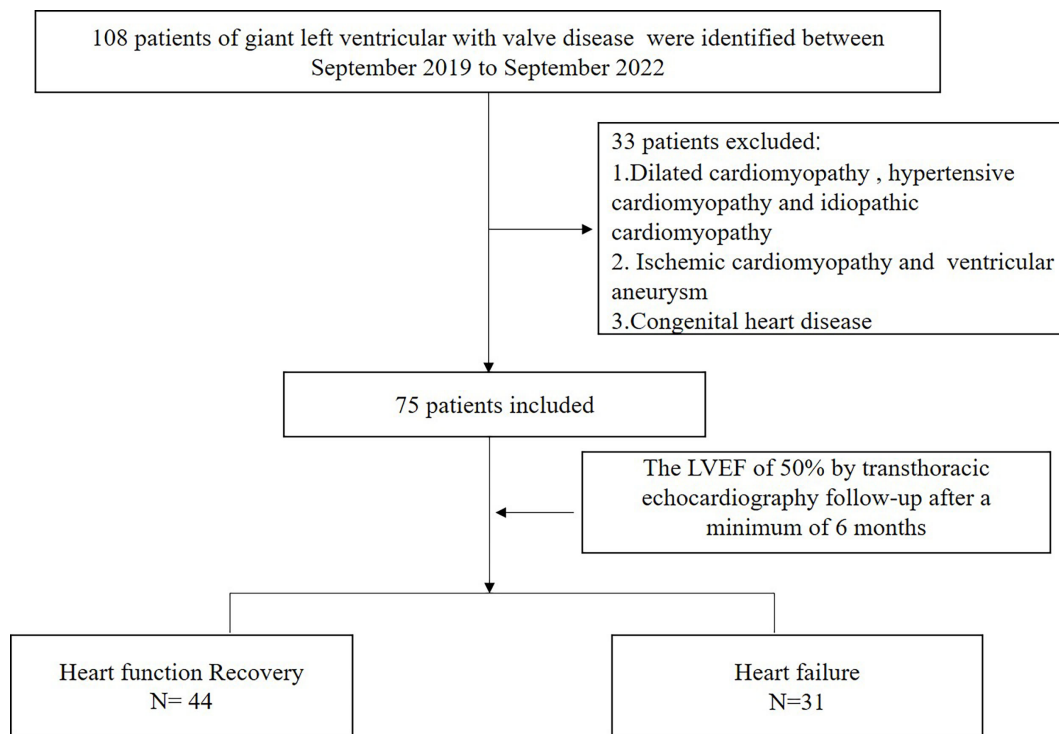 108 patients of giant left ventricular with valve disease were identified between
September 2019 to September 2022
33 patients excluded:
1.Dilated cardiomyopathy , hypertensive
cardiomyopathy and idiopathic
cardiomyopathy
2. Ischemic cardiomyopathy and ventricular
aneurysm
3.Congenital heart disease
75 patients included
The LVEF of 50% by transthoracic
echocardiography follow-up after a
minimum of 6 months
Heart function Recovery
N= 44
Heart failure
N=31